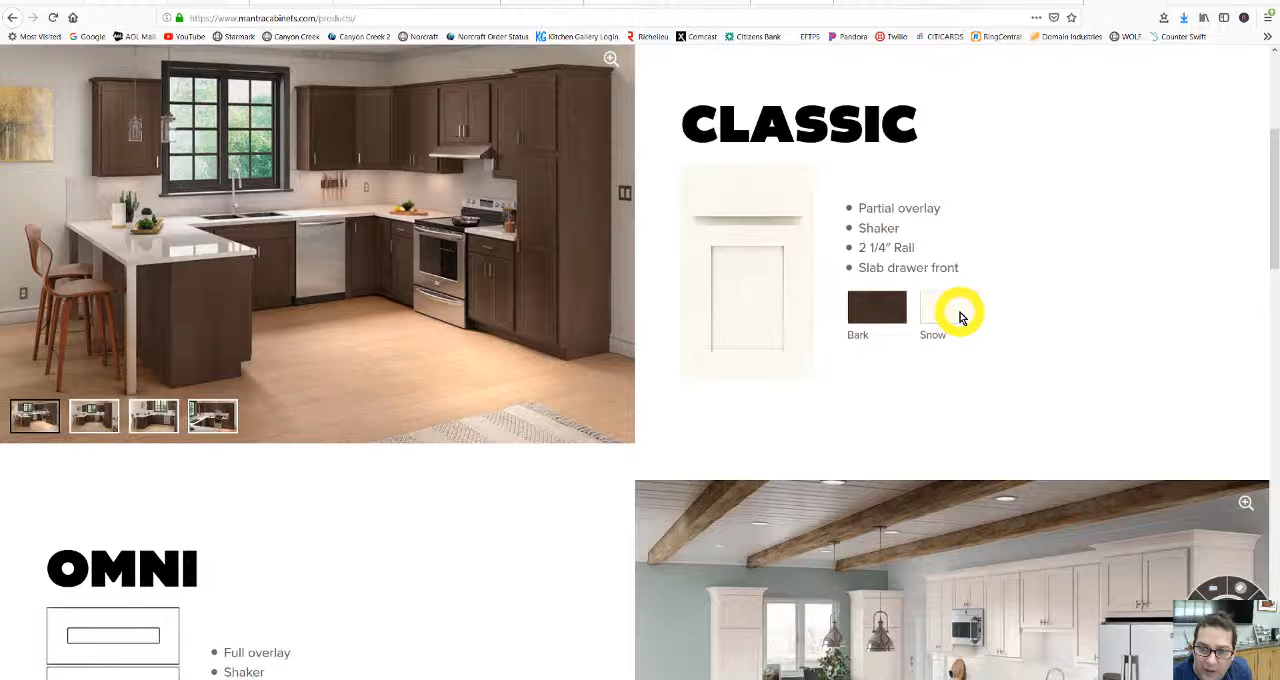 https://www.mantracabinets.com/products/
Most Visited Google AOL Mail YouTube Starmark Canyon Creek Canyon Creek 2 Norcraft Norcraft Order Status Kitchen Gallery Login Richelieu Comcast Citizens Bank EFTPS Pandora Twilio CITICARDS RingCentral Domain Industries WOLF Counter Swift
CLASSIC
Partial overlay
Shaker
2 1/4" Rail
Slab drawer front
Bark Snow
OMNI
Full overlay
Shaker